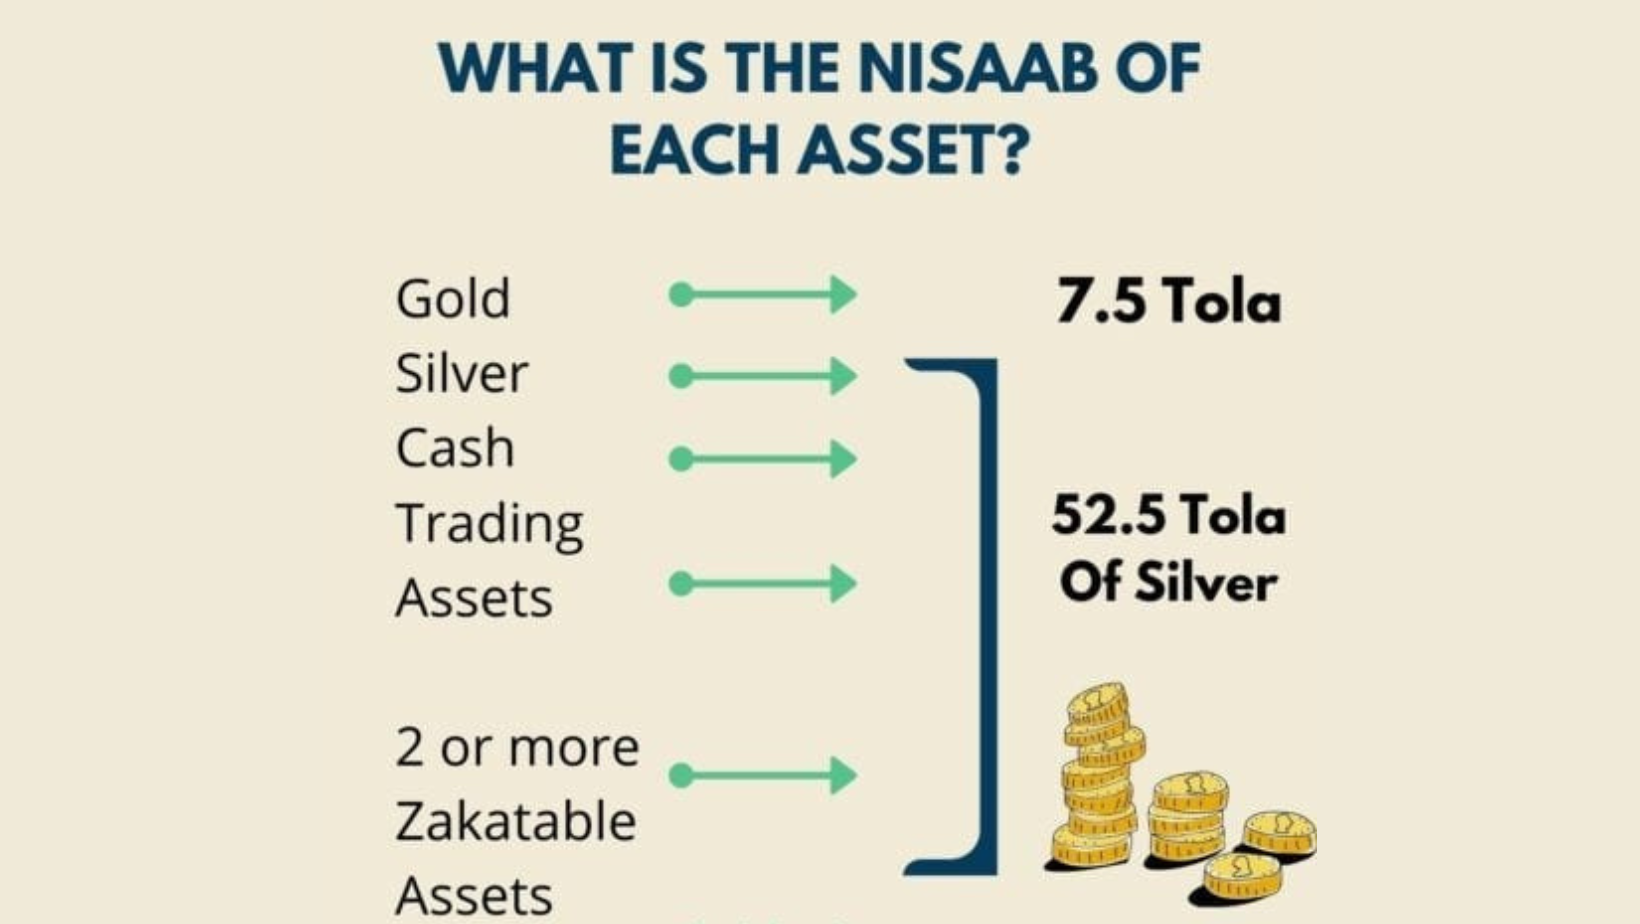 WHAT IS THE NISAAB OF
EACH ASSET?
Gold
7.5 Tola
Silver
Cash
Trading
Assets
52.5 Tola
Of Silver
2 or more
Zakatable
Assets